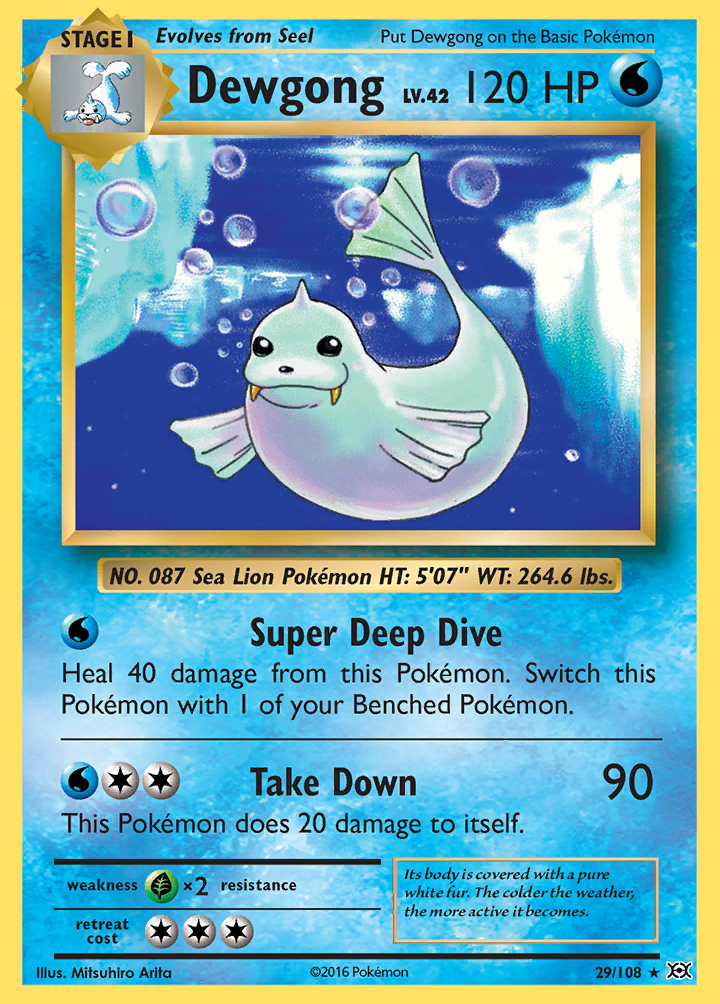 STAGE 1 Evolves from Seel Put Dewgong on the Basic Pokémon
Dewgong LV.42 120 HP
NO. 087 Sea Lion Pokémon HT: 5'07" WT: 264.6 lbs.
Super Deep Dive
Heal 40 damage from this Pokémon. Switch this
Pokémon with 1 of your Benched Pokémon.
Take Down 90
This Pokémon does 20 damage to itself.
weakness ×2 resistance
retreat
cost
Its body is covered with a pure
white fur. The colder the weather,
the more active it becomes.
Illus. Mitsuhiro Arita ©2016 Pokémon 29/108 ★